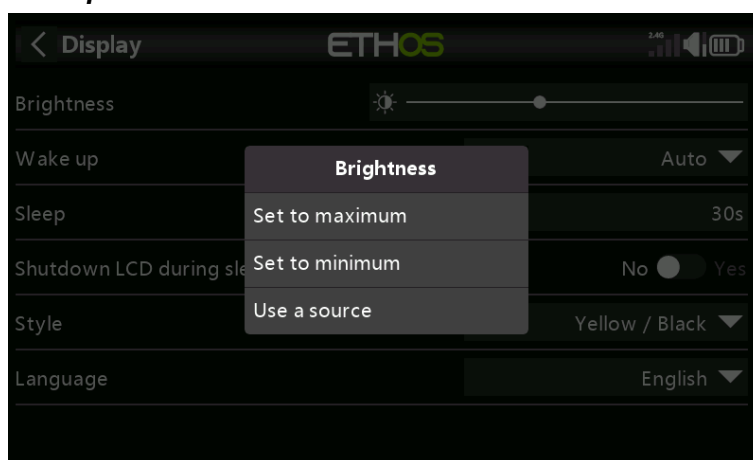 Display
ETHOS
2.4G
Brightness
Wake up
Auto
Brightness
Sleep
Set to maximum
30s
Shutdown LCD during sle
Set to minimum
No
Yes
Use a source
Style
Yellow / Black
Language
English